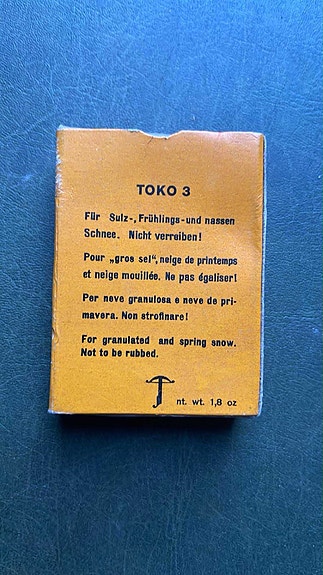 TOKO 3
Für Sulz-, Frühlings- und nassen
Schnee. Nicht verreiben!
Pour „gros sel", neige de printemps
et neige mouillée. Ne pas égaliser!
Per neve granulosa e neve de pri-
mavera. Non strofinare!
For granulated and spring snow.
Not to be rubbed.
nt. wt. 1,8 oz